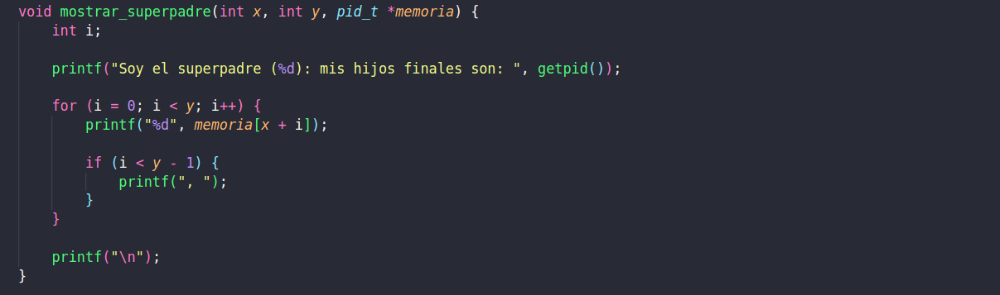 void mostrar_superpadre(int x, int y, pid_t *memoria) {
    int i;
    printf("Soy el superpadre (%d): mis hijos finales son: ", getpid());
    for (i = 0; i < y; i++) {
        printf("%d", memoria[x + i]);
        if (i < y - 1) {
            printf(", ");
        }
    }
    printf("\n");
}